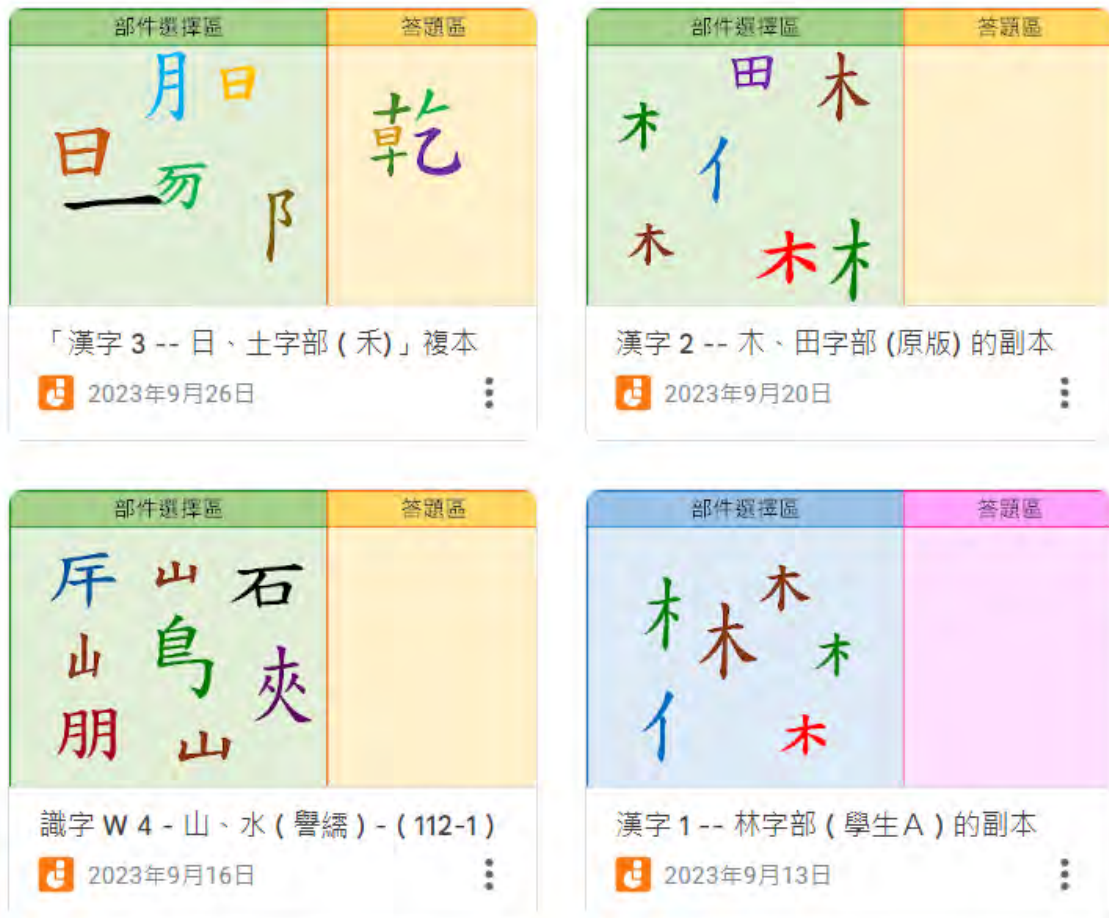 部件選擇區 答題區
月 日
日 一 勿 阝
乾
「漢字 3 -- 日、土字部 ( 禾)」複本
2023年9月26日
部件選擇區 答題區
田 木
木 亻
木 木 木
漢字 2 -- 木、田字部 (原版) 的副本
2023年9月20日
部件選擇區 答題區
山 石
山 夾
朋 山
識字 W 4 - 山、水 ( 譽繻 ) - ( 112-1 )
2023年9月16日
部件選擇區 答題區
木 木 木
木
亻 木
漢字 1 -- 林字部 ( 學生A ) 的副本
2023年9月13日